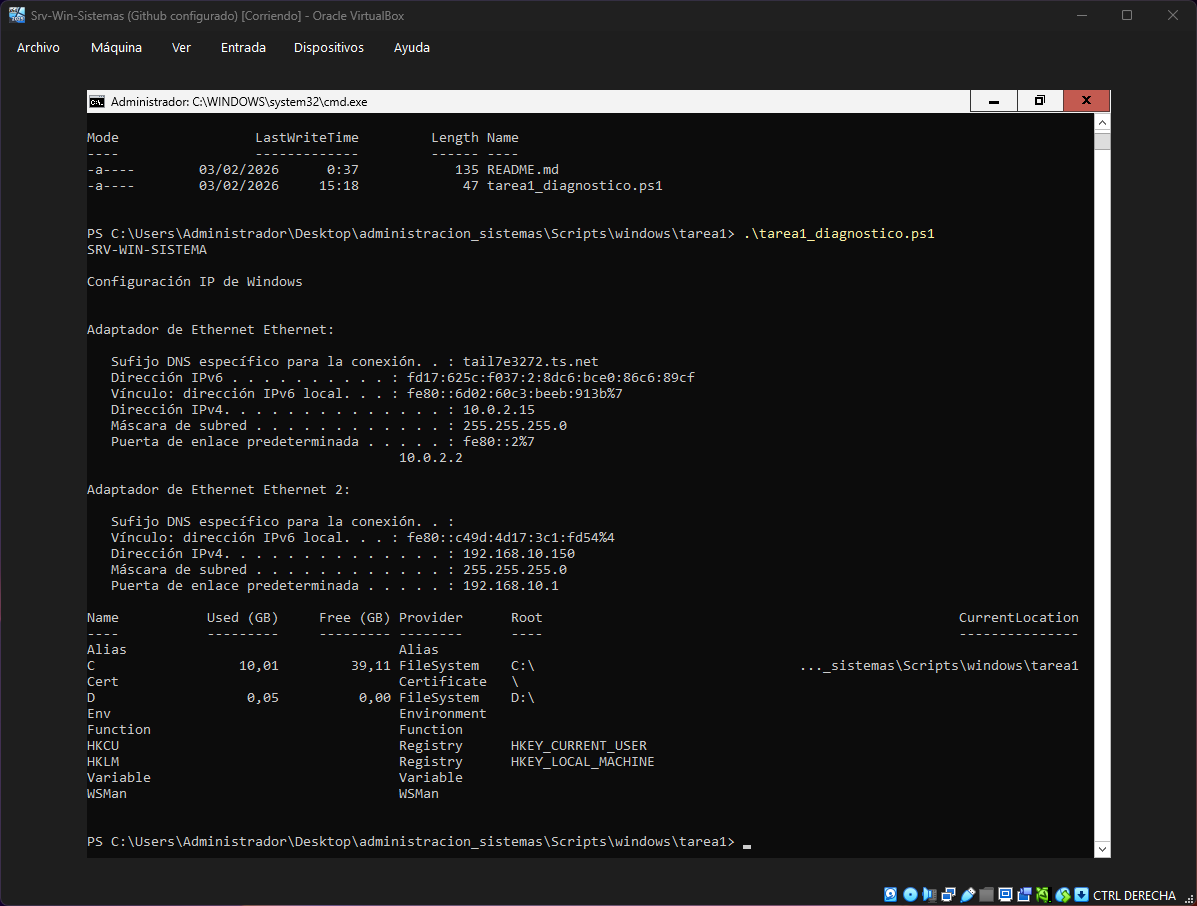 Srv-Win-Sistemas (Github configurado) [Corriendo] - Oracle VirtualBox
Archivo Máquina Ver Entrada Dispositivos Ayuda
Administrador: C:\WINDOWS\system32\cmd.exe
Mode LastWriteTime Length Name
---- ------------- ------ ----
-a---- 03/02/2026 0:37 135 README.md
-a---- 03/02/2026 15:18 47 tarea1_diagnostico.ps1
PS C:\Users\Administrador\Desktop\administracion_sistemas\Scripts\windows\tarea1> .\tarea1_diagnostico.ps1
SRV-WIN-SISTEMA
Configuración IP de Windows
Adaptador de Ethernet Ethernet:
Sufijo DNS específico para la conexión. . : tail7e3272.ts.net
Dirección IPv6 . . . . . . . . . . : fd17:625c:f037:2:8dc6:bce0:86c6:89cf
Vínculo: dirección IPv6 local. . . : fe80::6d02:60c3:beeb:913b%7
Dirección IPv4. . . . . . . . . . . . . . : 10.0.2.15
Máscara de subred . . . . . . . . . . . . : 255.255.255.0
Puerta de enlace predeterminada . . . . . : fe80::2%7
10.0.2.2
Adaptador de Ethernet Ethernet 2:
Sufijo DNS específico para la conexión. . :
Vínculo: dirección IPv6 local. . . : fe80::c49d:4d17:3c1:fd54%4
Dirección IPv4. . . . . . . . . . . . . . : 192.168.10.150
Máscara de subred . . . . . . . . . . . . : 255.255.255.0
Puerta de enlace predeterminada . . . . . : 192.168.10.1
Name Used (GB) Free (GB) Provider Root CurrentLocation
---- --------- --------- -------- ---- ---------------
Alias Alias
C 10,01 39,11 FileSystem C:\ ..._sistemas\Scripts\windows\tarea1
Cert Certificate \
D 0,05 0,00 FileSystem D:\
Env Environment
Function Function
HKCU Registry HKEY_CURRENT_USER
HKLM Registry HKEY_LOCAL_MACHINE
Variable Variable
WSMan WSMan
PS C:\Users\Administrador\Desktop\administracion_sistemas\Scripts\windows\tarea1>
CTRL DERECHA